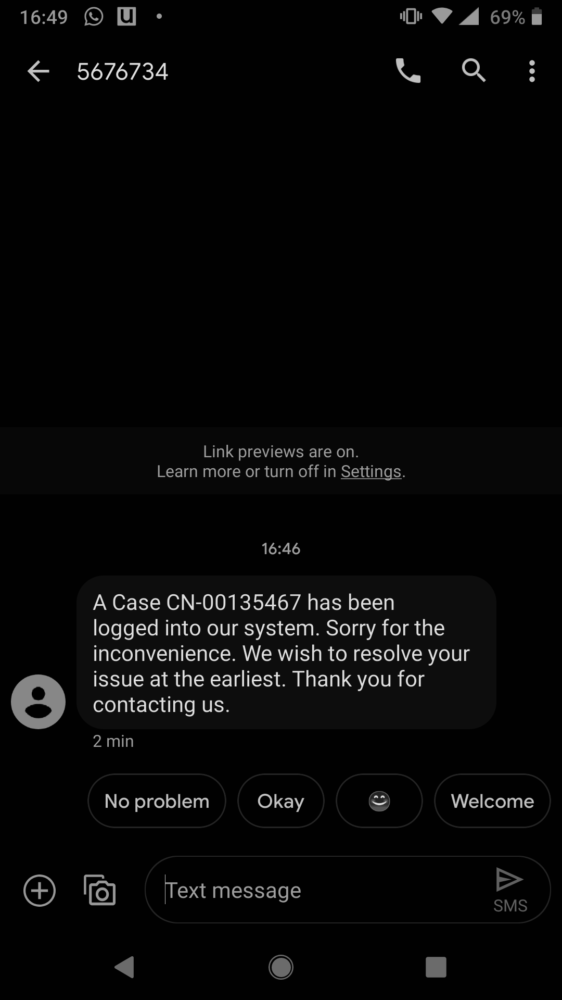 16:49
69%
5676734
Link previews are on.
Learn more or turn off in Settings.
16:46
A Case CN-00135467 has been
logged into our system. Sorry for the
inconvenience. We wish to resolve your
issue at the earliest. Thank you for
contacting us.
2 min
No problem
Okay
Welcome
Text message
SMS